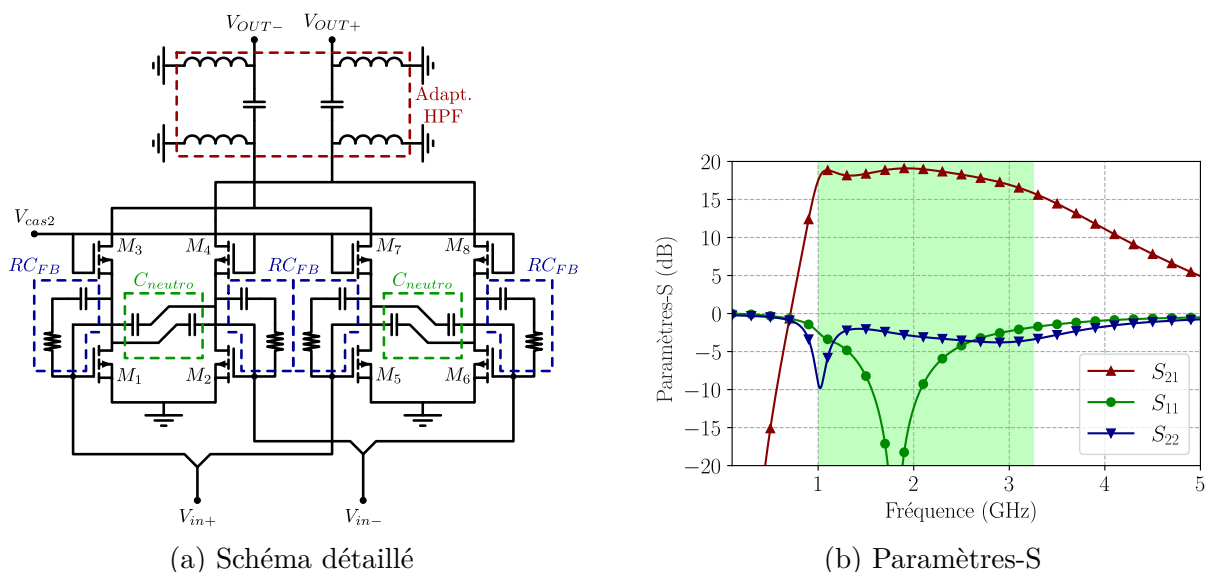 V_{OUT-} V_{OUT+}
Adapt.
HPF
V_{cas2}
M_3 M_4 M_7 M_8
RC_{FB} C_{neutro} RC_{FB} C_{neutro} RC_{FB}
M_1 M_2 M_5 M_6
V_{in+} V_{in-}
(a) Schéma détaillé
20
15
10
5
0
−5
−10
−15
−20
Paramètres-S (dB)
S_{21}
S_{11}
S_{22}
1 2 3 4 5
Fréquence (GHz)
(b) Paramètres-S